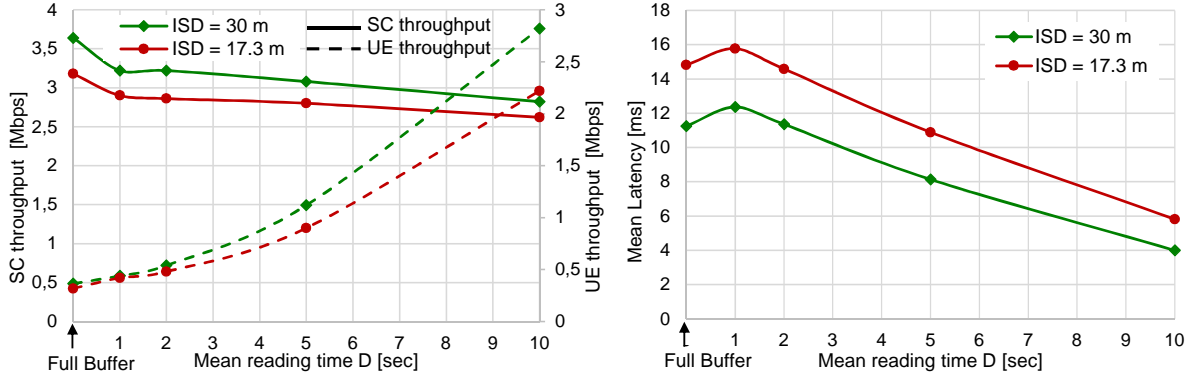 ISD = 30 m
SC throughput
ISD = 17.3 m
UE throughput
4
3,5
3
2,5
2
1,5
1
0,5
0
SC throughput [Mbps]
3
2,5
2
1,5
1
0,5
0
UE throughput [Mbps]
0 1 2 3 4 5 6 7 8 9 10
Full Buffer
Mean reading time D [sec]
ISD = 30 m
ISD = 17.3 m
18
16
14
12
10
8
6
4
2
0
Mean Latency [ms]
0 1 2 3 4 5 6 7 8 9 10
Full Buffer
Mean reading time D [sec]